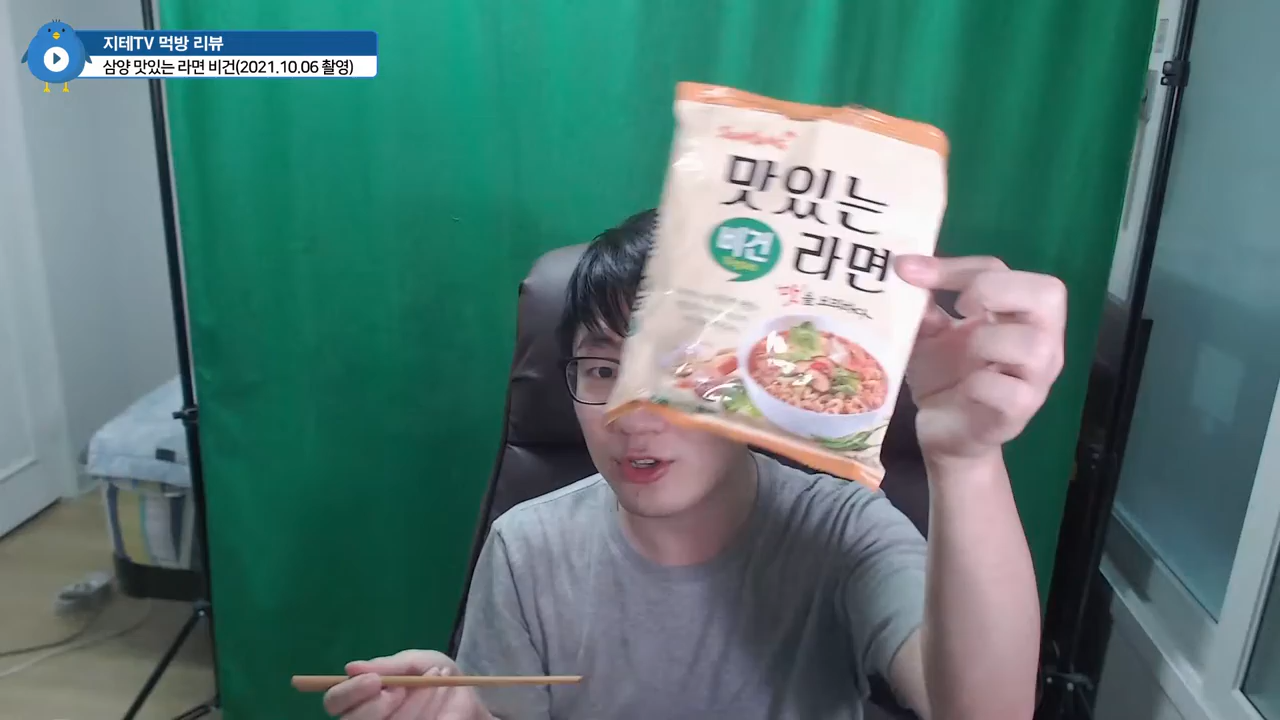 지테TV 먹방 리뷰
삼양 맛있는 라면 비건(2021.10.06 촬영)
맛있는
비건 라면